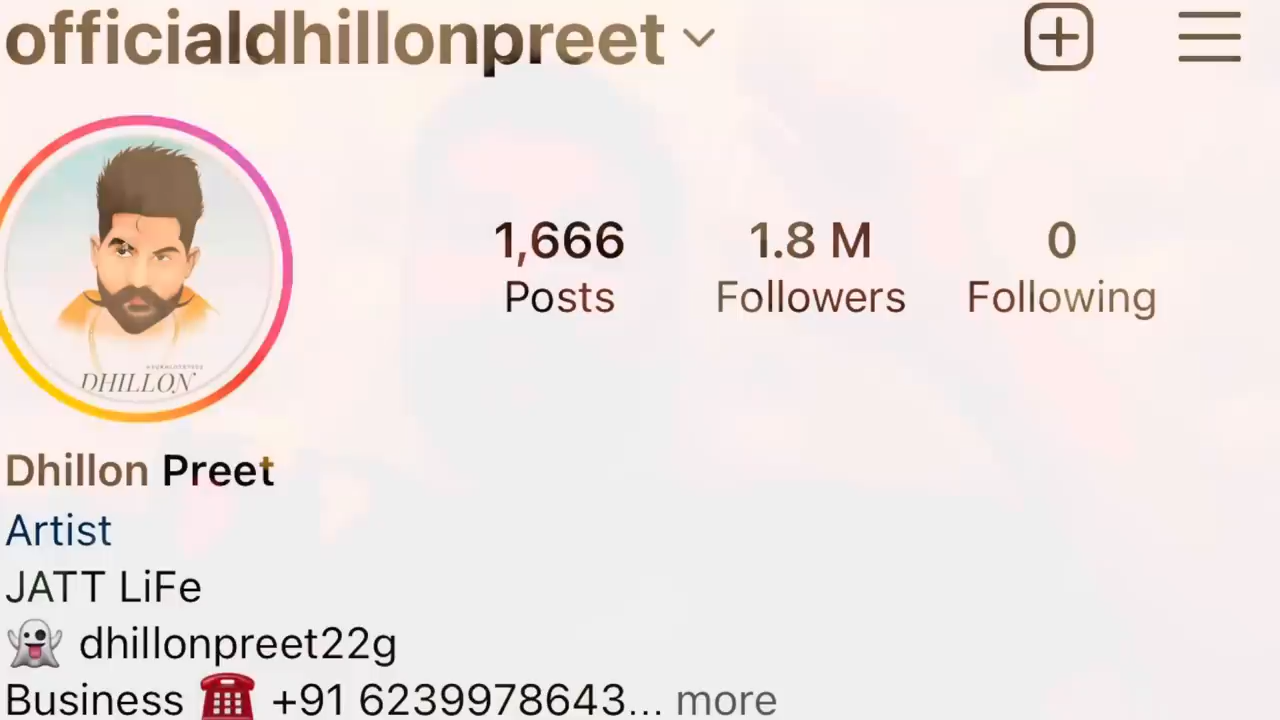 officialdhillonpreet
1,666 1.8 M 0
Posts Followers Following
DHILLON
Dhillon Preet
Artist
JATT LiFe
👻 dhillonpreet22g
Business ☎️ +91 6239978643... more